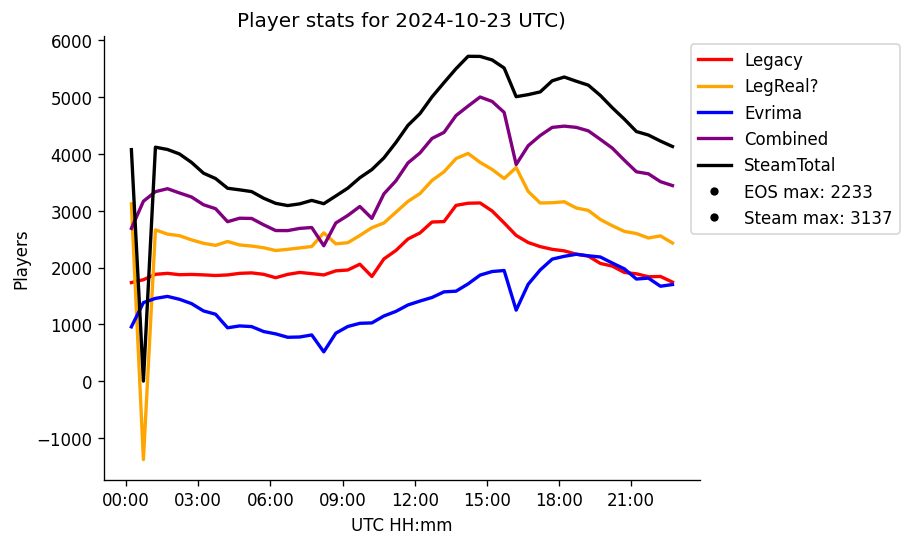 Player stats for 2024-10-23 UTC)
6000
5000
4000
3000
2000
1000
0
−1000
Players
00:00 03:00 06:00 09:00 12:00 15:00 18:00 21:00
UTC HH:mm
Legacy
LegReal?
Evrima
Combined
SteamTotal
EOS max: 2233
Steam max: 3137